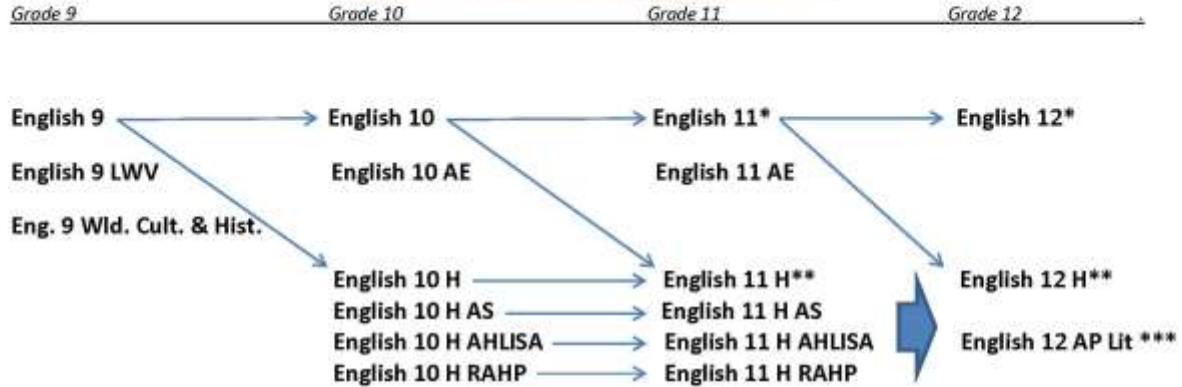 Grade 9 Grade 10 Grade 11 Grade 12 .
English 9 English 10 English 11* English 12*
English 9 LWV English 10 AE English 11 AE
Eng. 9 Wld. Cult. & Hist.
English 10 H English 11 H** English 12 H**
English 10 H AS English 11 H AS
English 10 H AHLISA English 11 H AHLISA English 12 AP Lit ***
English 10 H RAHP English 11 H RAHP